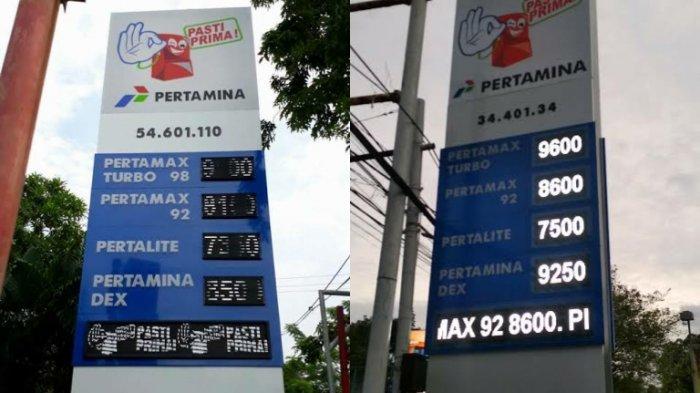 PASTI
PRIMA!
PERTAMINA
54.601.110
PERTAMAX
TURBO 98
PERTAMAX
92
PERTALITE
PERTAMINA
DEX
PASTI PRIMA! PASTI PRIMA!
PASTI
PRIMA!
PERTAMINA
34.401.34
PERTAMAX
TURBO
9600
PERTAMAX
92
8600
PERTALITE
7500
PERTAMINA
DEX
9250
MAX 92 8600. PI